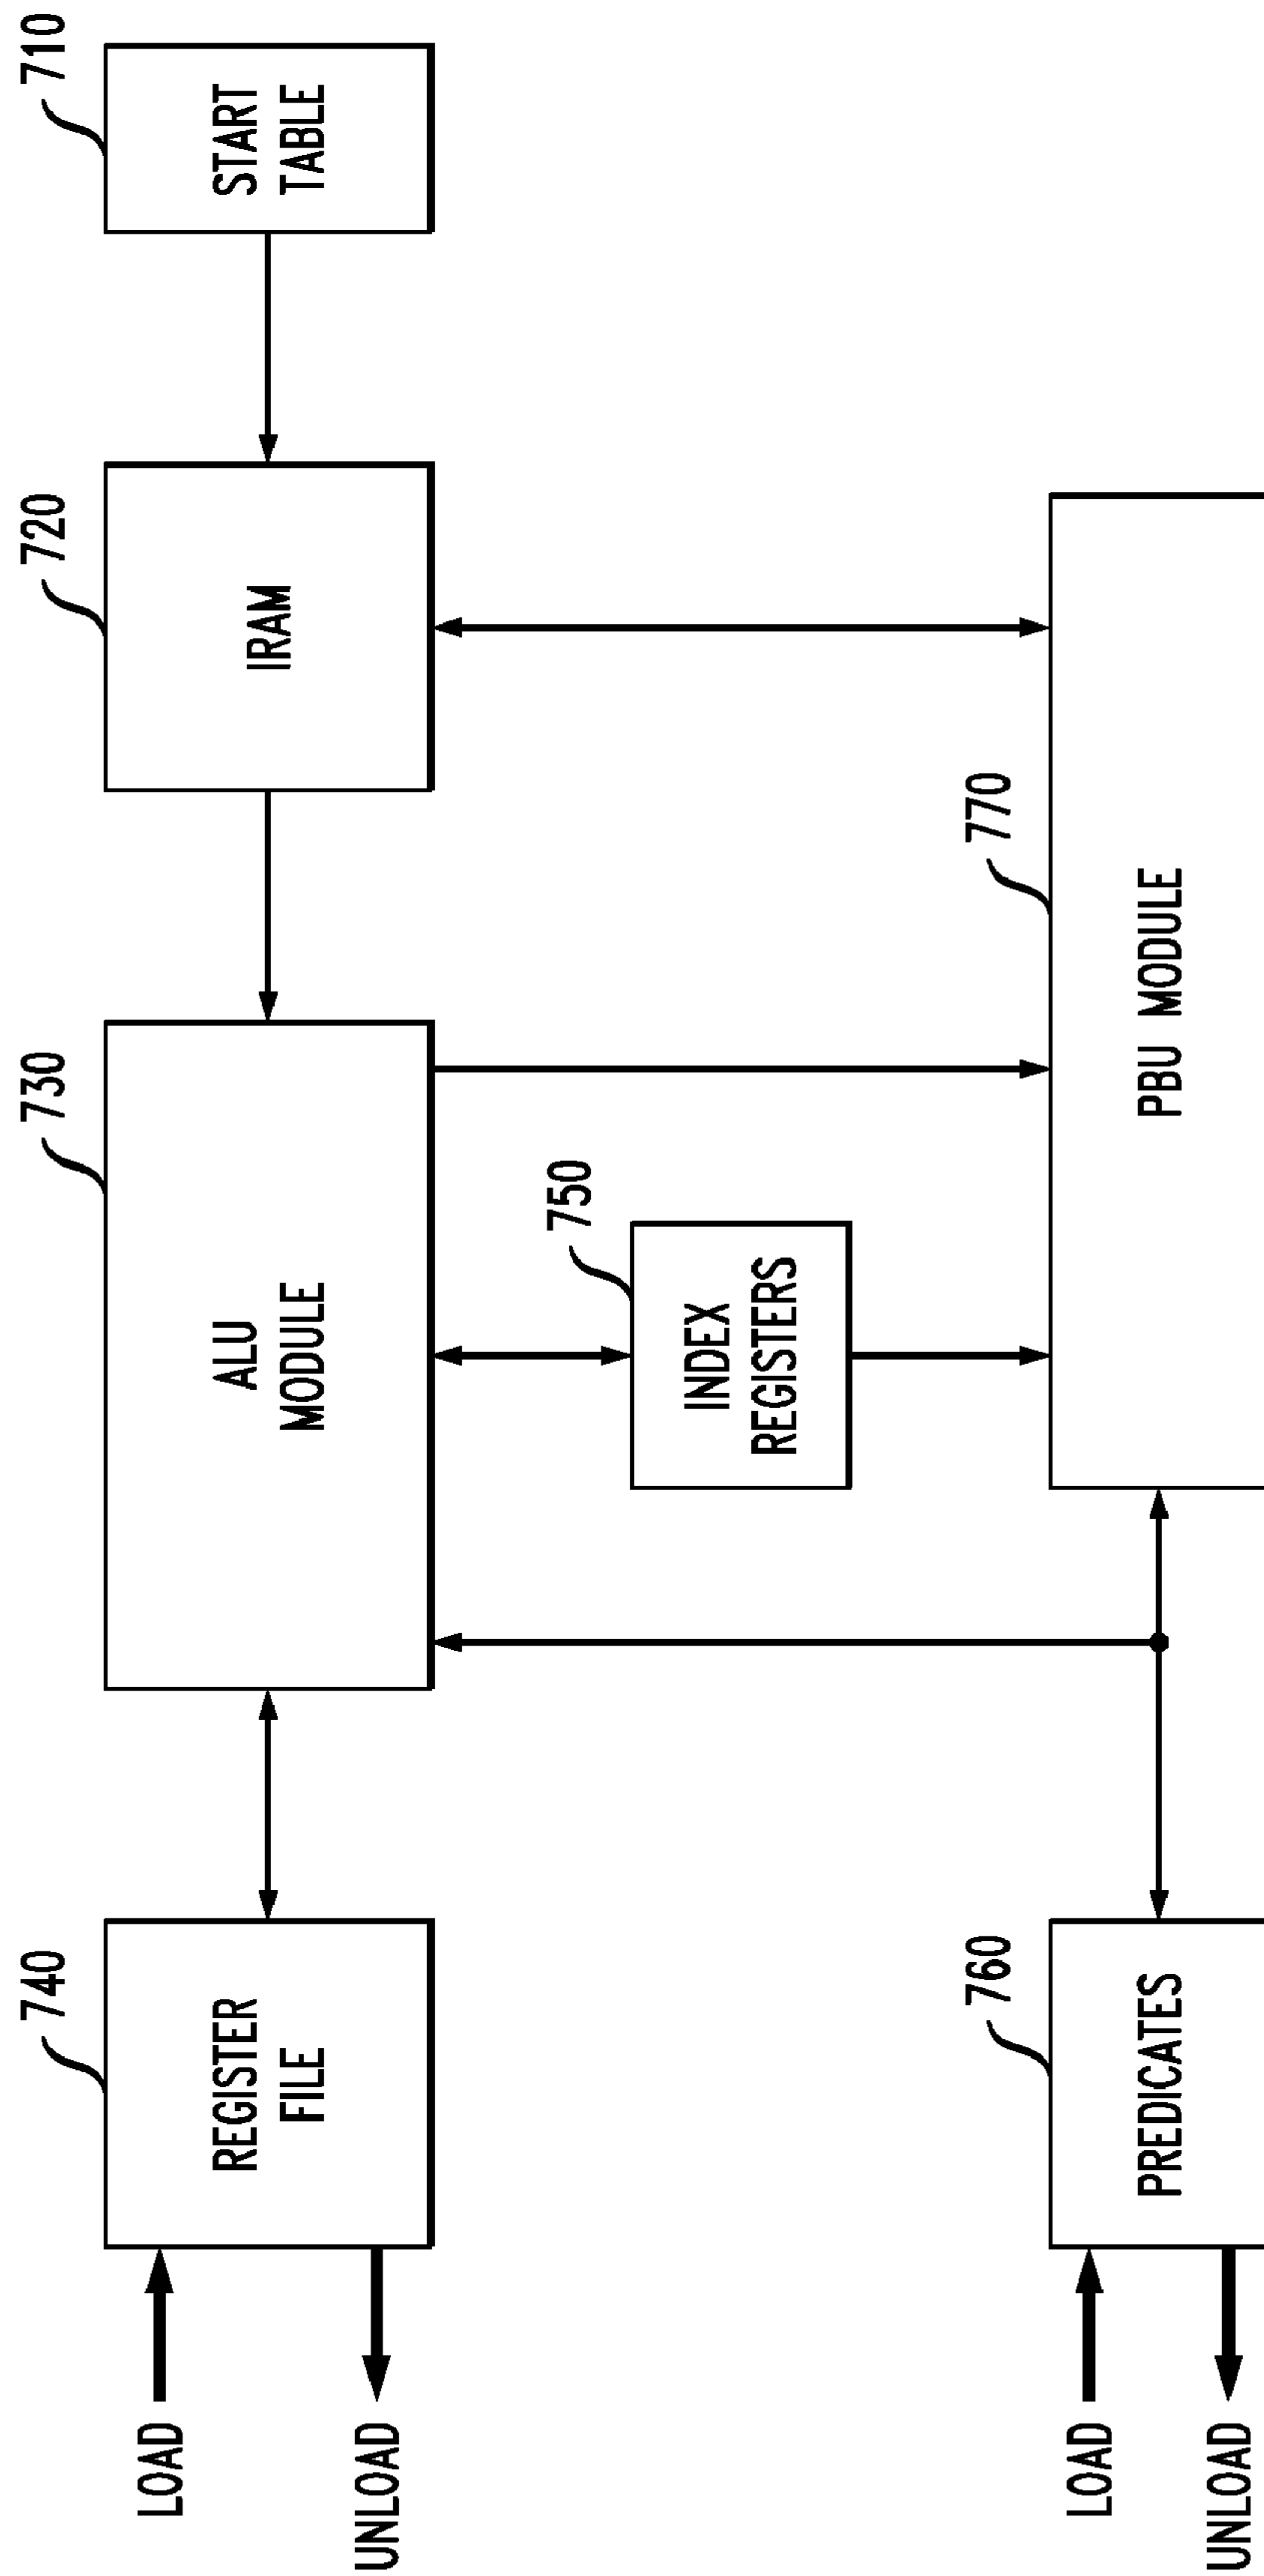 LOAD
UNLOAD
740
REGISTER
FILE
730
ALU
MODULE
720
IRAM
710
START
TABLE
750
INDEX
REGISTERS
LOAD
UNLOAD
760
PREDICATES
770
PBU MODULE